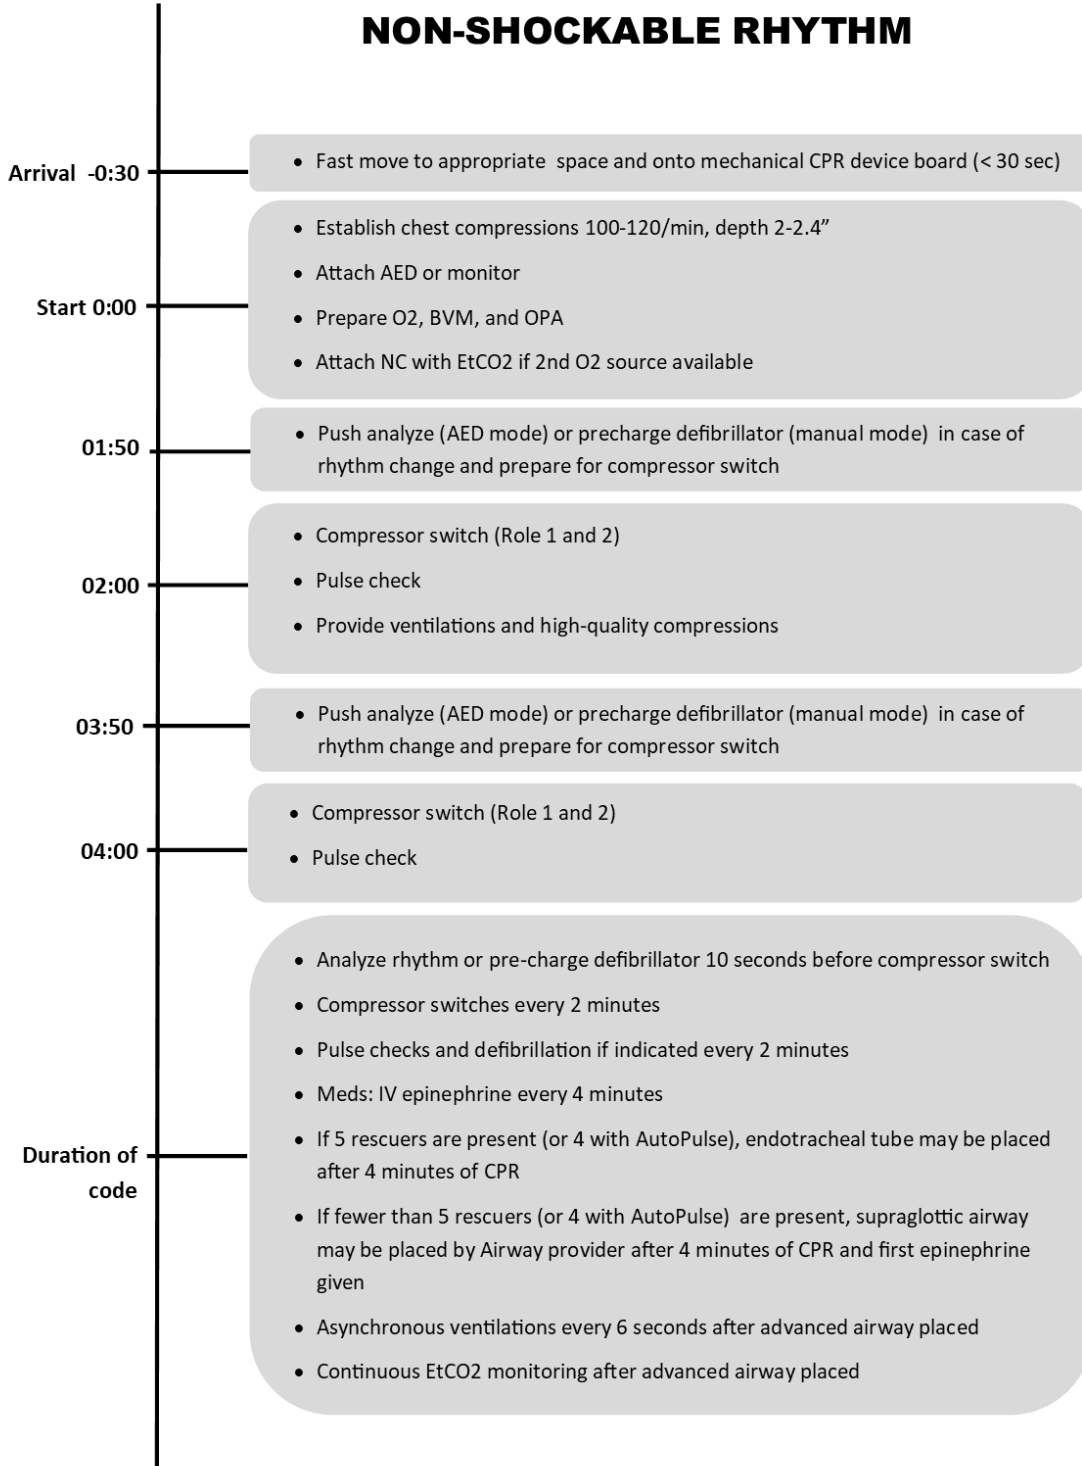 NON-SHOCKABLE RHYTHM
Arrival -0:30
• Fast move to appropriate space and onto mechanical CPR device board (< 30 sec)
Start 0:00
• Establish chest compressions 100-120/min, depth 2-2.4”
• Attach AED or monitor
• Prepare O2, BVM, and OPA
• Attach NC with EtCO2 if 2nd O2 source available
01:50
• Push analyze (AED mode) or precharge defibrillator (manual mode) in case of
rhythm change and prepare for compressor switch
02:00
• Compressor switch (Role 1 and 2)
• Pulse check
• Provide ventilations and high-quality compressions
03:50
• Push analyze (AED mode) or precharge defibrillator (manual mode) in case of
rhythm change and prepare for compressor switch
04:00
• Compressor switch (Role 1 and 2)
• Pulse check
Duration of
code
• Analyze rhythm or pre-charge defibrillator 10 seconds before compressor switch
• Compressor switches every 2 minutes
• Pulse checks and defibrillation if indicated every 2 minutes
• Meds: IV epinephrine every 4 minutes
• If 5 rescuers are present (or 4 with AutoPulse), endotracheal tube may be placed
after 4 minutes of CPR
• If fewer than 5 rescuers (or 4 with AutoPulse) are present, supraglottic airway
may be placed by Airway provider after 4 minutes of CPR and first epinephrine
given
• Asynchronous ventilations every 6 seconds after advanced airway placed
• Continuous EtCO2 monitoring after advanced airway placed